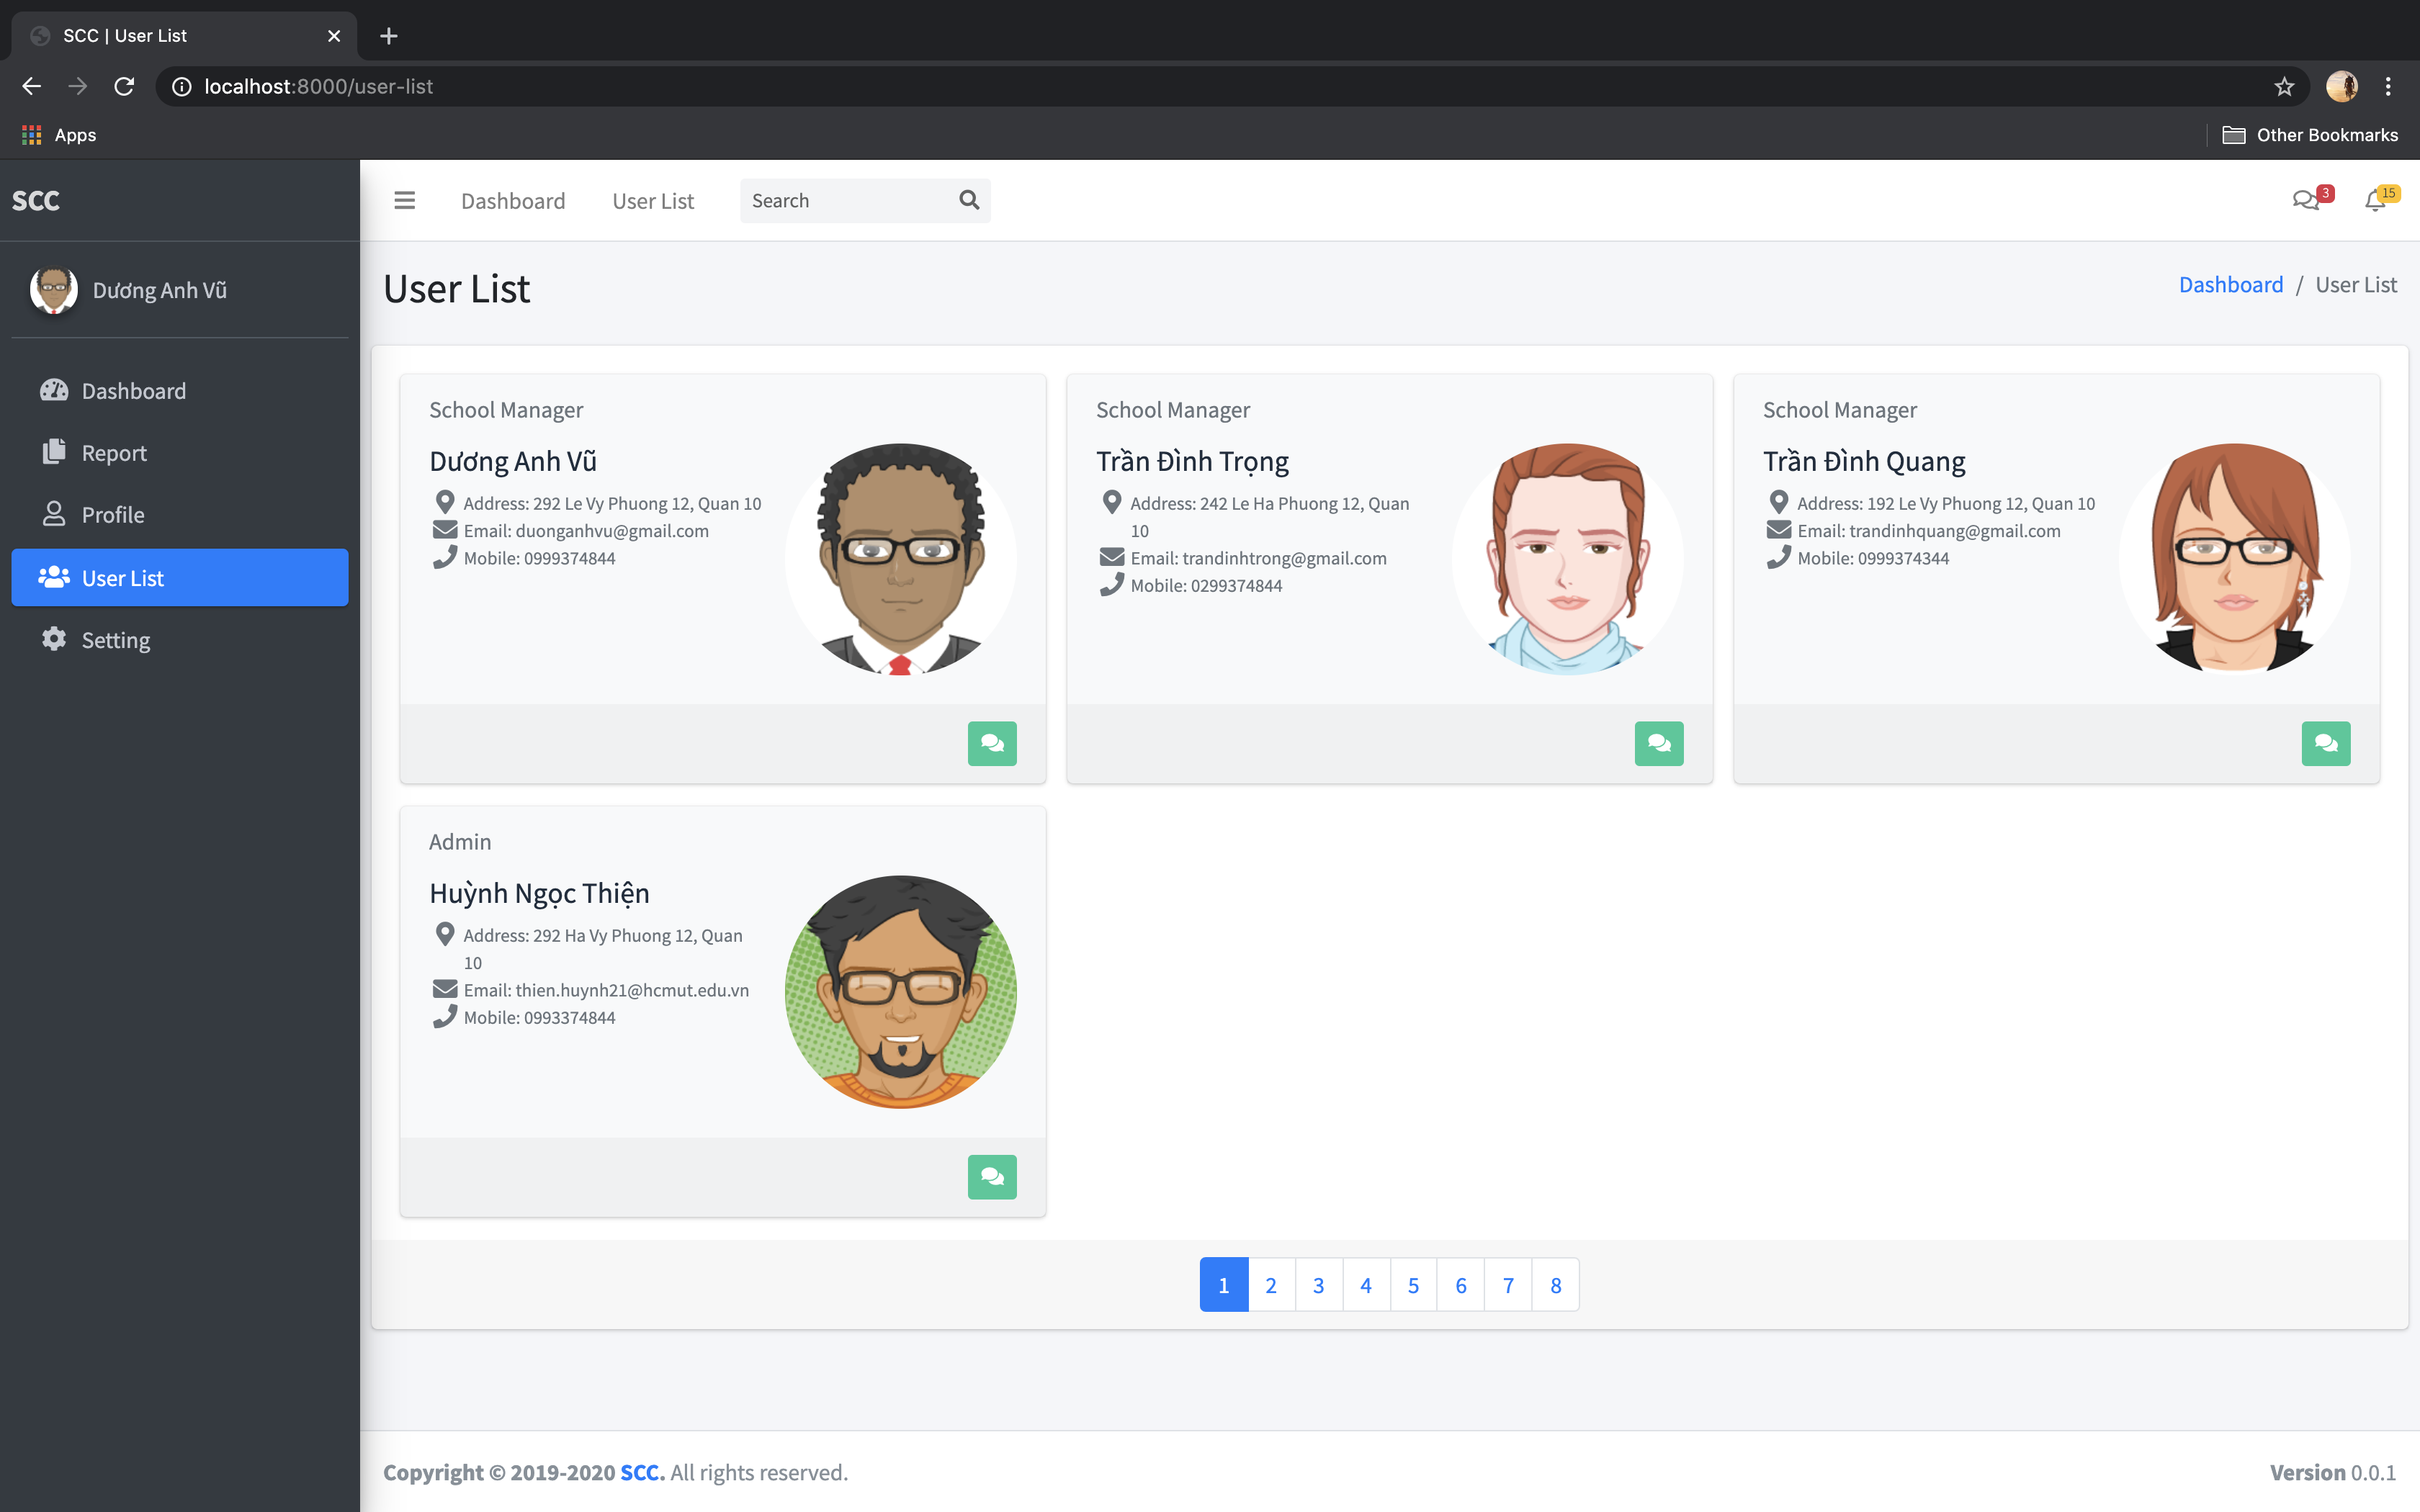 SCC | User List
localhost:8000/user-list
Apps
Other Bookmarks
SCC
Dương Anh Vũ
Dashboard
Report
Profile
User List
Setting
Dashboard
User List
Search
3
15
User List
Dashboard / User List
School Manager
Dương Anh Vũ
Address: 292 Le Vy Phuong 12, Quan 10
Email: duonganhvu@gmail.com
Mobile: 0999374844
School Manager
Trần Đình Trọng
Address: 242 Le Ha Phuong 12, Quan
10
Email: trandinhtrong@gmail.com
Mobile: 0299374844
School Manager
Trần Đình Quang
Address: 192 Le Vy Phuong 12, Quan 10
Email: trandinhquang@gmail.com
Mobile: 0999374344
Admin
Huỳnh Ngọc Thiện
Address: 292 Ha Vy Phuong 12, Quan
10
Email: thien.huynh21@hcmut.edu.vn
Mobile: 0993374844
1 2 3 4 5 6 7 8
Copyright © 2019-2020 SCC. All rights reserved.
Version 0.0.1